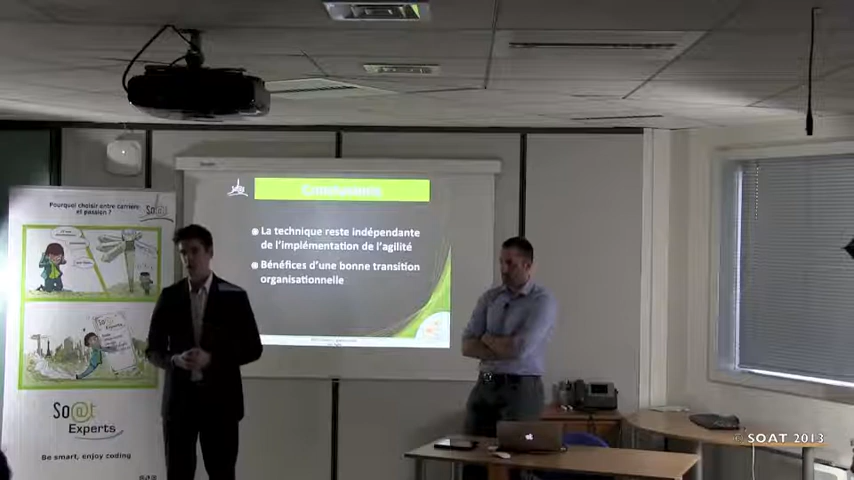 Pourquoi choisir entre carrière
et passion ?
So@t
La technique reste indépendante
de l'implémentation de l'agilité
Bénéfices d'une bonne transition
organisationnelle
So@t
Experts
Be smart, enjoy coding
©SOAT 2013